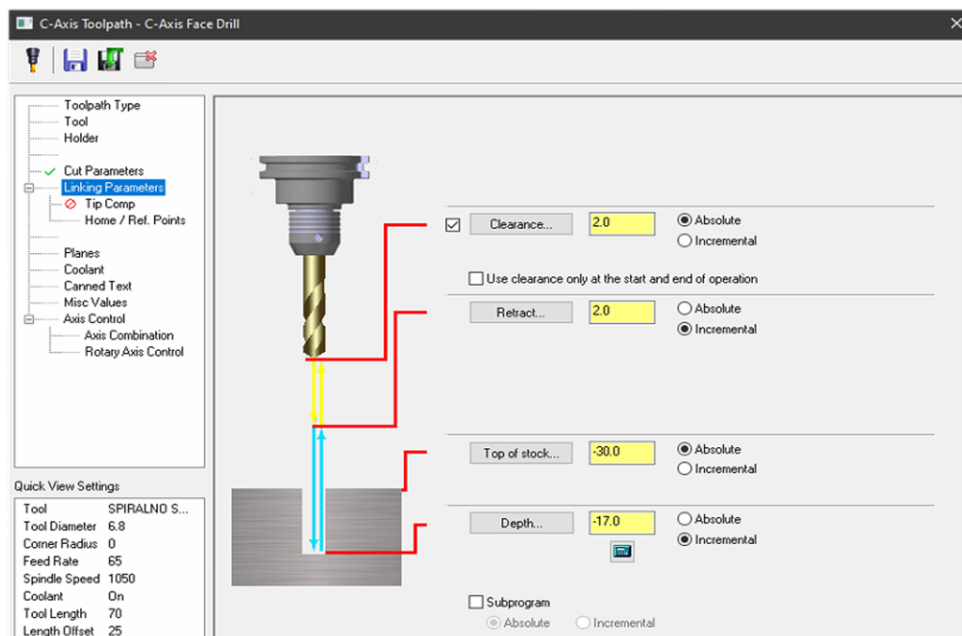 C-Axis Toolpath - C-Axis Face Drill
Toolpath Type
Tool
Holder
Cut Parameters
Linking Parameters
Tip Comp
Home / Ref. Points
Planes
Coolant
Canned Text
Misc Values
Axis Control
Axis Combination
Rotary Axis Control
Quick View Settings
Tool SPIRALNO S...
Tool Diameter 6.8
Corner Radius 0
Feed Rate 65
Spindle Speed 1050
Coolant On
Tool Length 70
Length Offset 25
Clearance... 2.0 Absolute
Incremental
Use clearance only at the start and end of operation
Retract... 2.0 Absolute
Incremental
Top of stock... -30.0 Absolute
Incremental
Depth... -17.0 Absolute
Incremental
Subprogram
Absolute Incremental